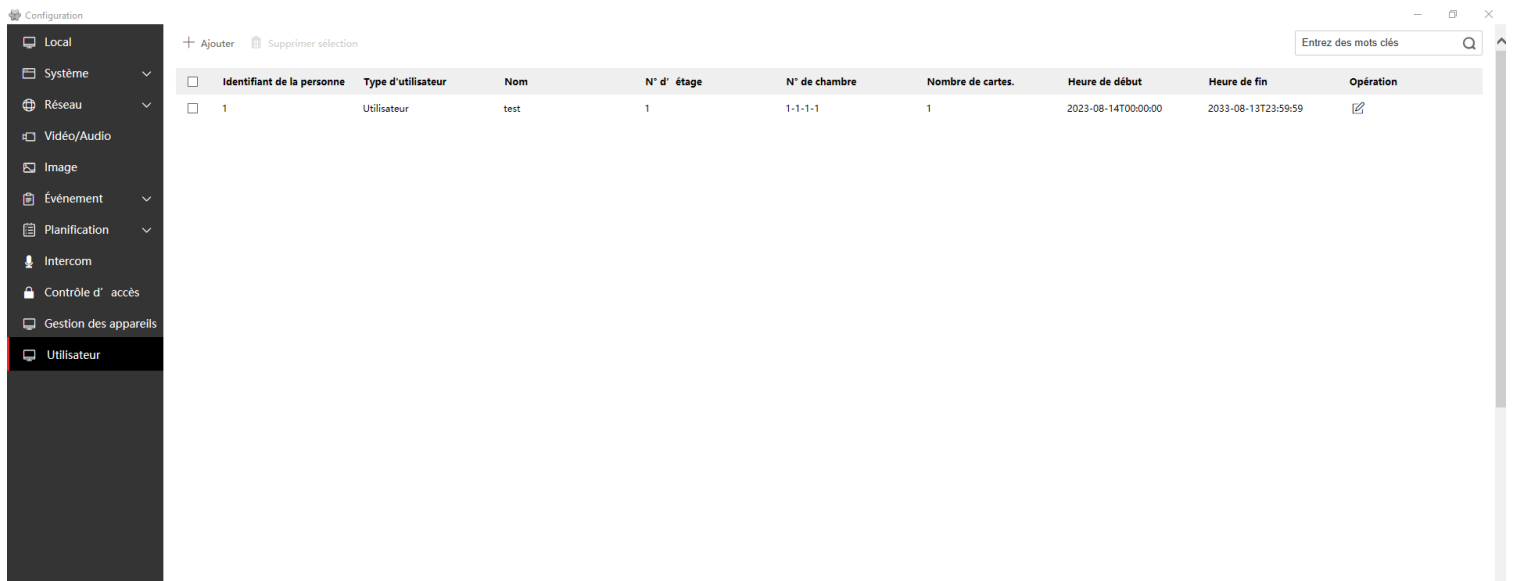 Configuration
Local
Système
Réseau
Vidéo/Audio
Image
Événement
Planification
Intercom
Contrôle d' accès
Gestion des appareils
Utilisateur
Ajouter Supprimer sélection Entrez des mots clés
Identifiant de la personne Type d'utilisateur Nom N° d' étage N° de chambre Nombre de cartes. Heure de début Heure de fin Opération
1 Utilisateur test 1 1-1-1-1 1 2023-08-14T00:00:00 2033-08-13T23:59:59